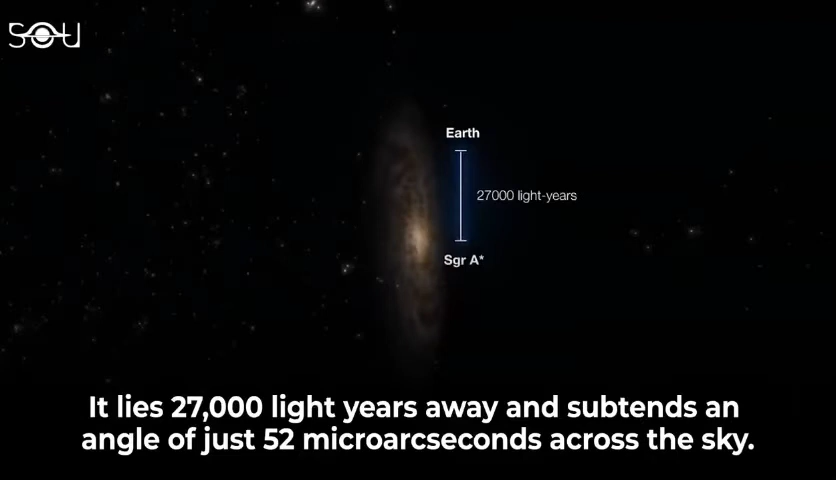 SOU
Earth
27000 light-years
Sgr A*
It lies 27,000 light years away and subtends an
angle of just 52 microarcseconds across the sky.